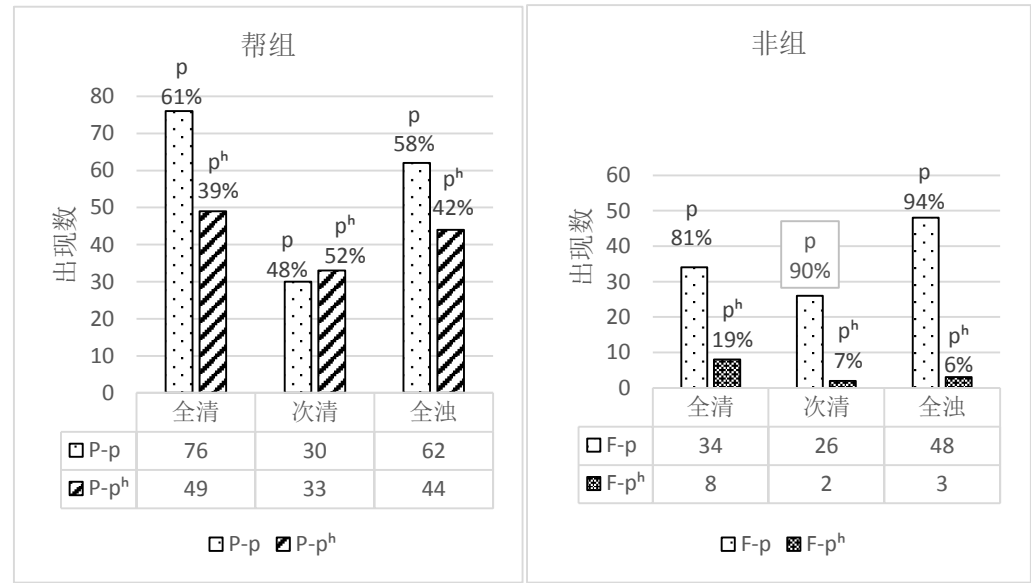 帮组
出现数
80
70
60
50
40
30
20
10
0
p
61%
pʰ
39%
p
48%
pʰ
52%
p
58%
pʰ
42%
全清 次清 全浊
P-p 76 30 62
P-pʰ 49 33 44
P-p P-pʰ
非组
出现数
60
50
40
30
20
10
0
p
81%
pʰ
19%
p
90%
pʰ
7%
p
94%
pʰ
6%
全清 次清 全浊
F-p 34 26 48
F-pʰ 8 2 3
F-p F-pʰ